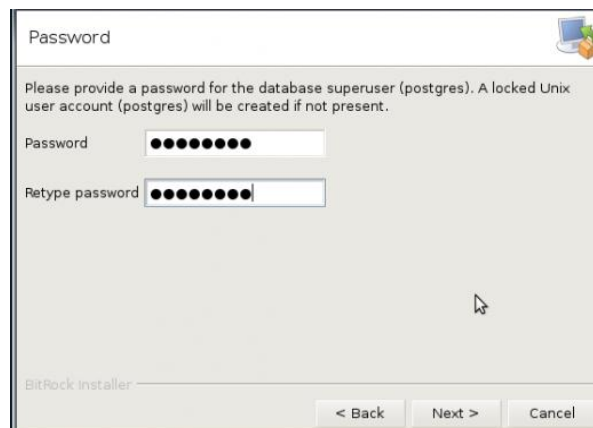 Password
Please provide a password for the database superuser (postgres). A locked Unix
user account (postgres) will be created if not present.
Password ●●●●●●●●
Retype password ●●●●●●●●
BitRock Installer
< Back Next > Cancel